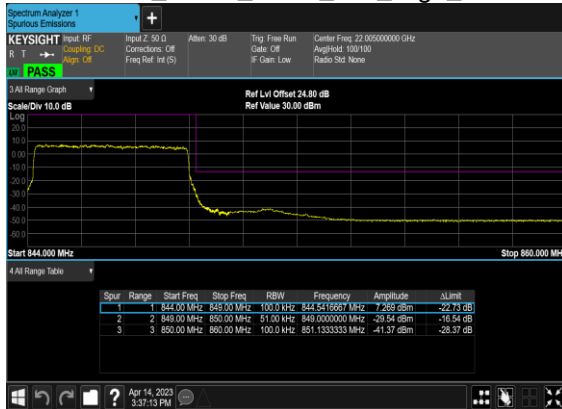 Spectrum Analyzer 1
Spurious Emissions
KEYSIGHT Input: RF Input Z: 50 Ω Atten: 30 dB Trig: Free Run Center Freq: 22.005000000 GHz
R T Coupling: DC Corrections: Off Gate: Off Avg|Hold: 100/100
Align: Off Freq Ref: Int (S) IF Gain: Low Radio Std: None
PASS
3 All Range Graph Ref Lvl Offset 24.80 dB
Scale/Div 10.0 dB Ref Value 30.00 dBm
Log
20.0
10.0
0.00
-10.0
-20.0
-30.0
-40.0
-50.0
-60.0
Start 844.000 MHz Stop 860.000 MH
4 All Range Table
Spur Range Start Freq Stop Freq RBW Frequency Amplitude ΔLimit
1 1 844.00 MHz 849.00 MHz 100.0 kHz 844.5416667 MHz 7.269 dBm -22.73 dB
2 2 849.00 MHz 850.00 MHz 51.00 kHz 849.0000000 MHz -29.54 dBm -16.54 dB
3 3 850.00 MHz 860.00 MHz 100.0 kHz 851.1333333 MHz -41.37 dBm -28.37 dB
? Apr 14, 2023
3:37:13 PM